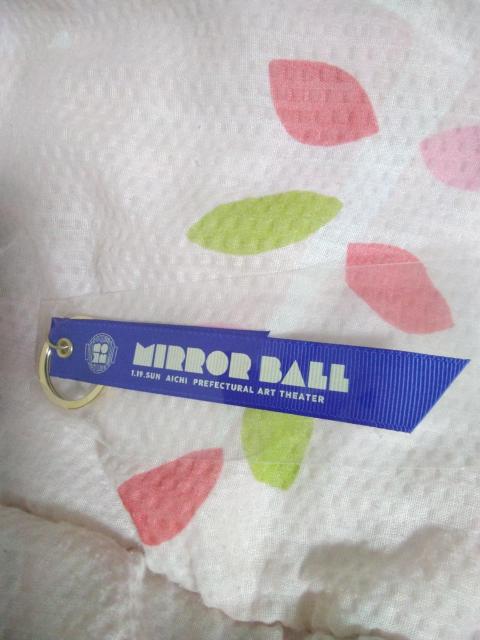 MIRROR BALL
1.19.SUN AICHI PREFECTURAL ART THEATER